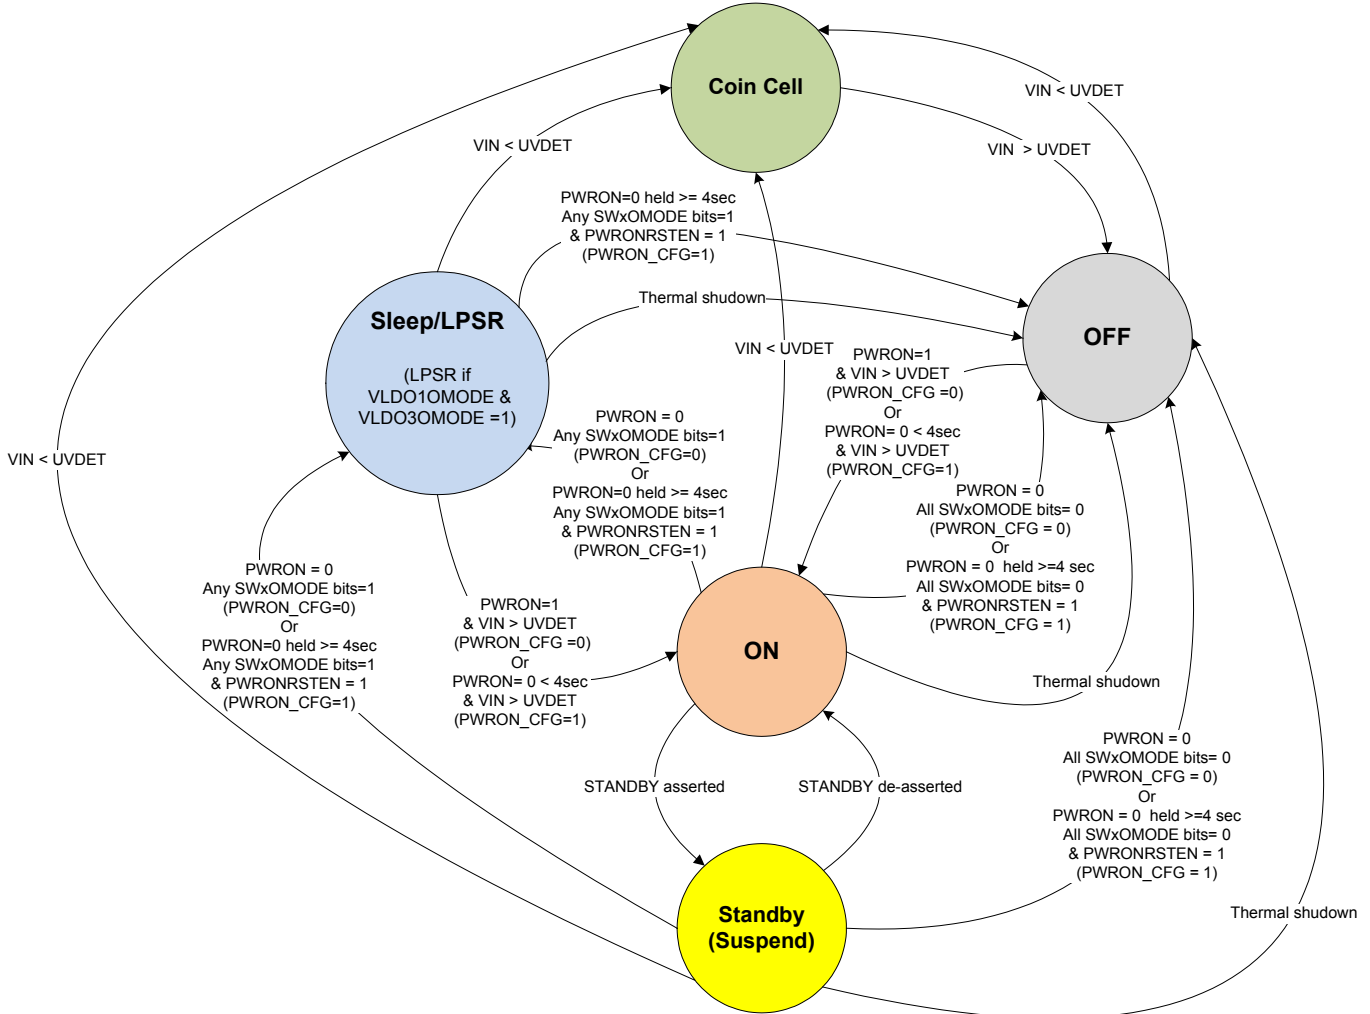 Coin Cell
VIN < UVDET
VIN < UVDET
VIN  > UVDET
PWRON=0 held >= 4sec
Any SWxOMODE bits=1
& PWRONRSTEN = 1
(PWRON_CFG=1)
Thermal shudown
Sleep/LPSR
(LPSR if
VLDO1OMODE &
VLDO3OMODE =1)
OFF
VIN < UVDET
PWRON=1
& VIN > UVDET
(PWRON_CFG =0)
Or
PWRON= 0 < 4sec
& VIN > UVDET
(PWRON_CFG=1)
PWRON = 0
Any SWxOMODE bits=1
(PWRON_CFG=0)
Or
PWRON=0 held >= 4sec
Any SWxOMODE bits=1
& PWRONRSTEN = 1
(PWRON_CFG=1)
VIN < UVDET
PWRON = 0
All SWxOMODE bits= 0
(PWRON_CFG = 0)
Or
PWRON = 0  held >=4 sec
All SWxOMODE bits= 0
& PWRONRSTEN = 1
(PWRON_CFG = 1)
PWRON = 0
Any SWxOMODE bits=1
(PWRON_CFG=0)
Or
PWRON=0 held >= 4sec
Any SWxOMODE bits=1
& PWRONRSTEN = 1
(PWRON_CFG=1)
PWRON=1
& VIN > UVDET
(PWRON_CFG =0)
Or
PWRON= 0 < 4sec
& VIN > UVDET
(PWRON_CFG=1)
ON
Thermal shudown
STANDBY asserted
STANDBY de-asserted
PWRON = 0
All SWxOMODE bits= 0
(PWRON_CFG = 0)
Or
PWRON = 0  held >=4 sec
All SWxOMODE bits= 0
& PWRONRSTEN = 1
(PWRON_CFG = 1)
Standby
(Suspend)
Thermal shudown